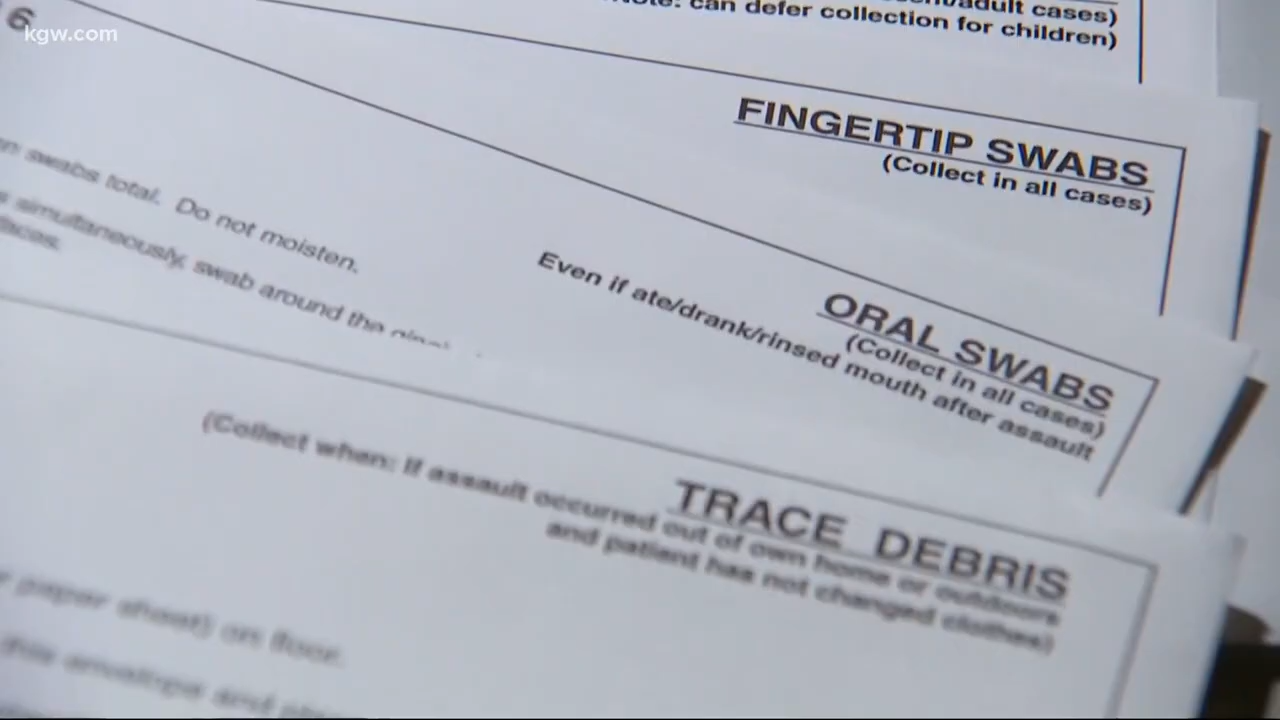 kgw.com
adult cases)
can defer collection for children)
FINGERTIP SWABS
(Collect in all cases)
ORAL SWABS
(Collect in all cases)
Even if ate/drank/rinsed mouth after assault
swabs total. Do not moisten.
simultaneously, swab around the
TRACE DEBRIS
(Collect when: If assault occurred out of own home or outdoors
and patient has not changed clothes)
paper sheet) on floor.
this envelope and